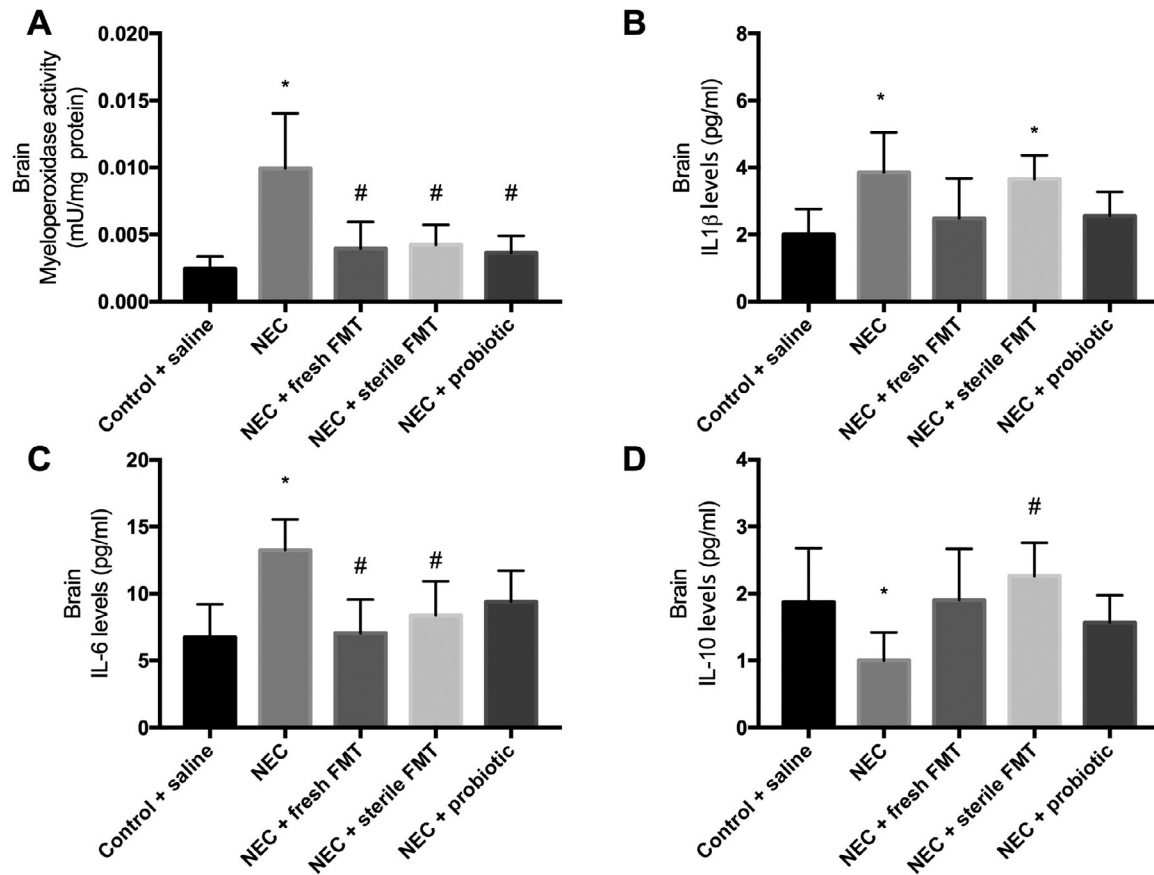 A
Brain
Myeloperoxidase activity
(mU/mg protein)
0.020
0.015
0.010
0.005
0.000
*
#
#
#
Control + saline
NEC
NEC + fresh FMT
NEC + sterile FMT
NEC + probiotic
B
Brain
IL1β levels (pg/ml)
8
6
4
2
0
*
*
Control + saline
NEC
NEC + fresh FMT
NEC + sterile FMT
NEC + probiotic
C
Brain
IL-6 levels (pg/ml)
20
15
10
5
0
*
#
#
Control + saline
NEC
NEC + fresh FMT
NEC + sterile FMT
NEC + probiotic
D
Brain
IL-10 levels (pg/ml)
4
3
2
1
0
*
#
Control + saline
NEC
NEC + fresh FMT
NEC + sterile FMT
NEC + probiotic